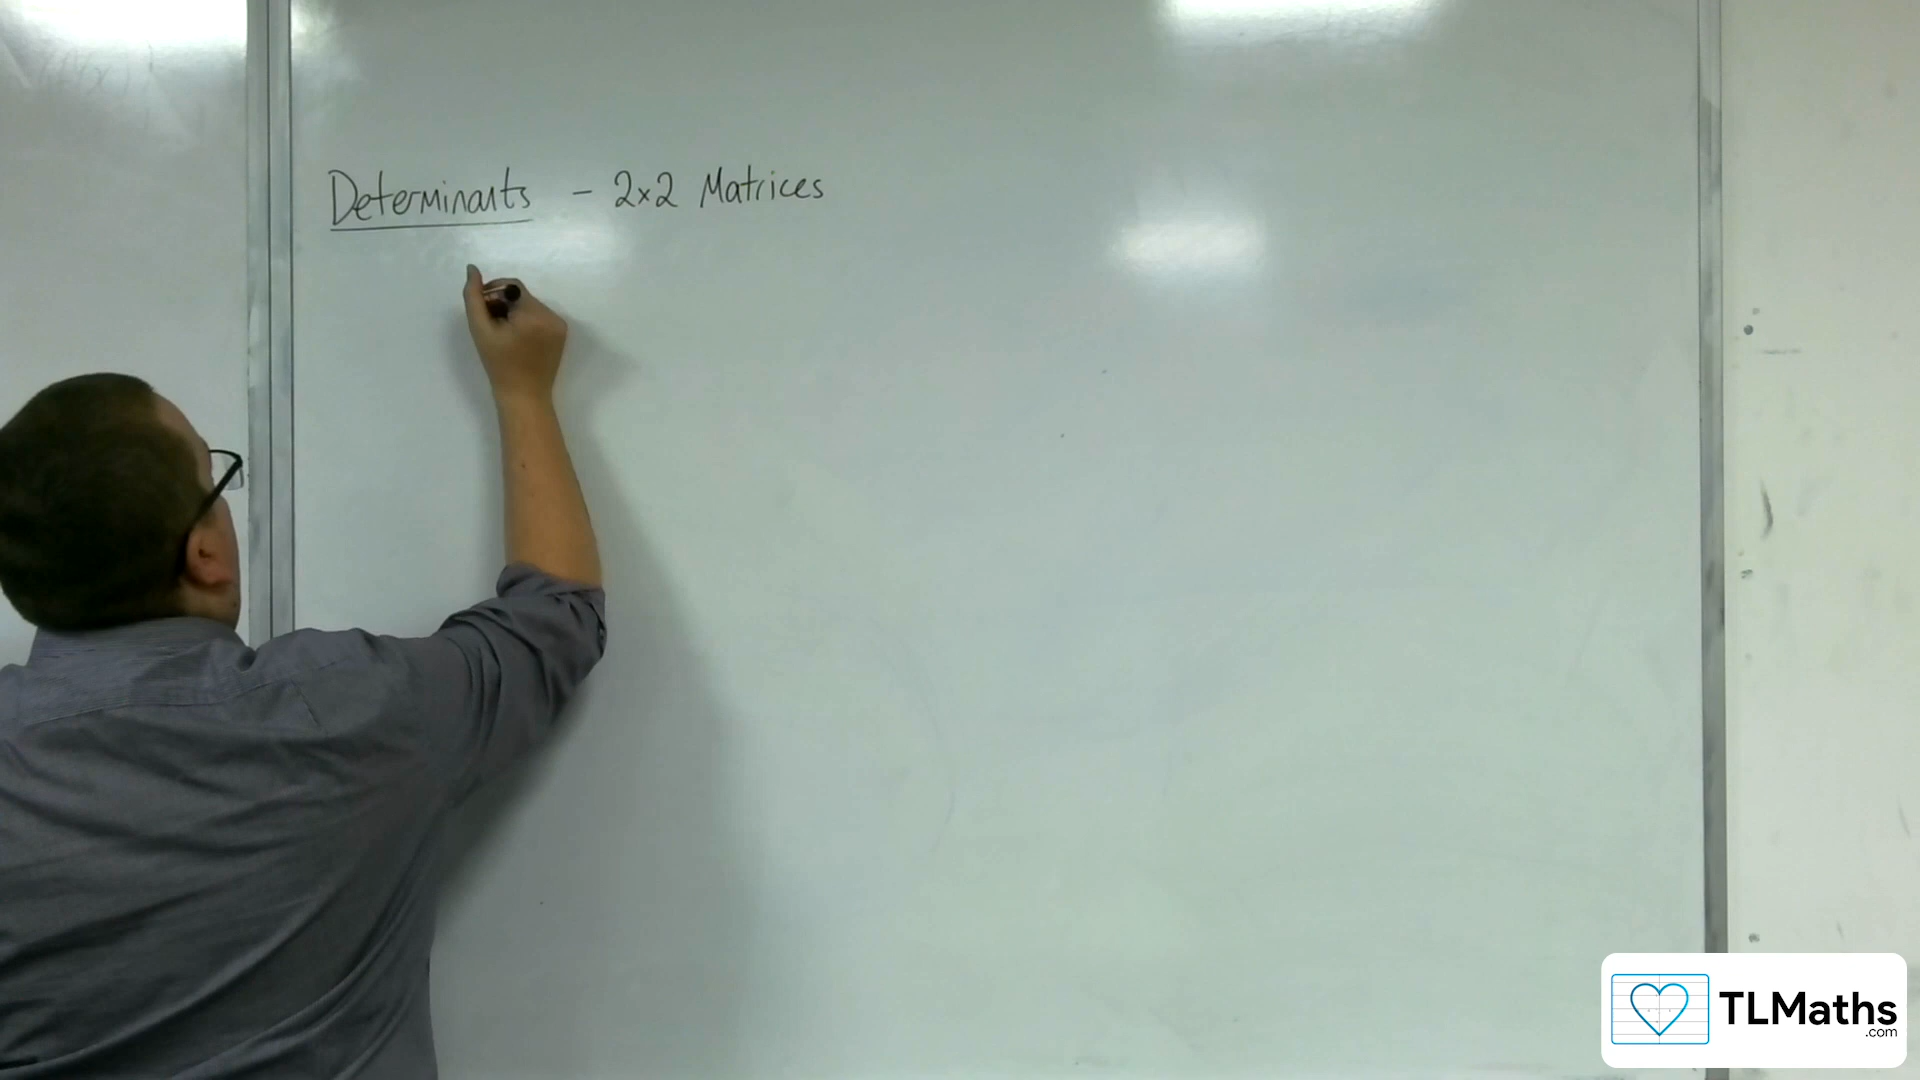 Determinants - 2x2 Matrices
TLMaths
.com